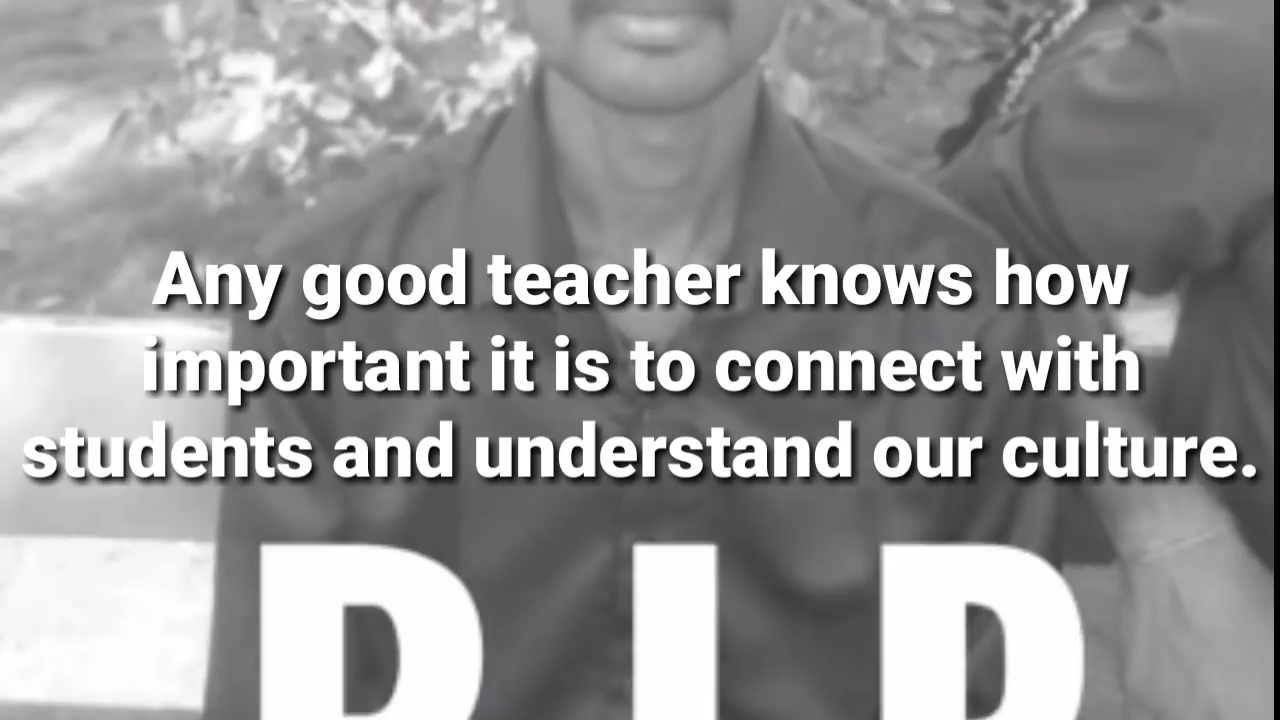 Any good teacher knows how
important it is to connect with
students and understand our culture.
R I P